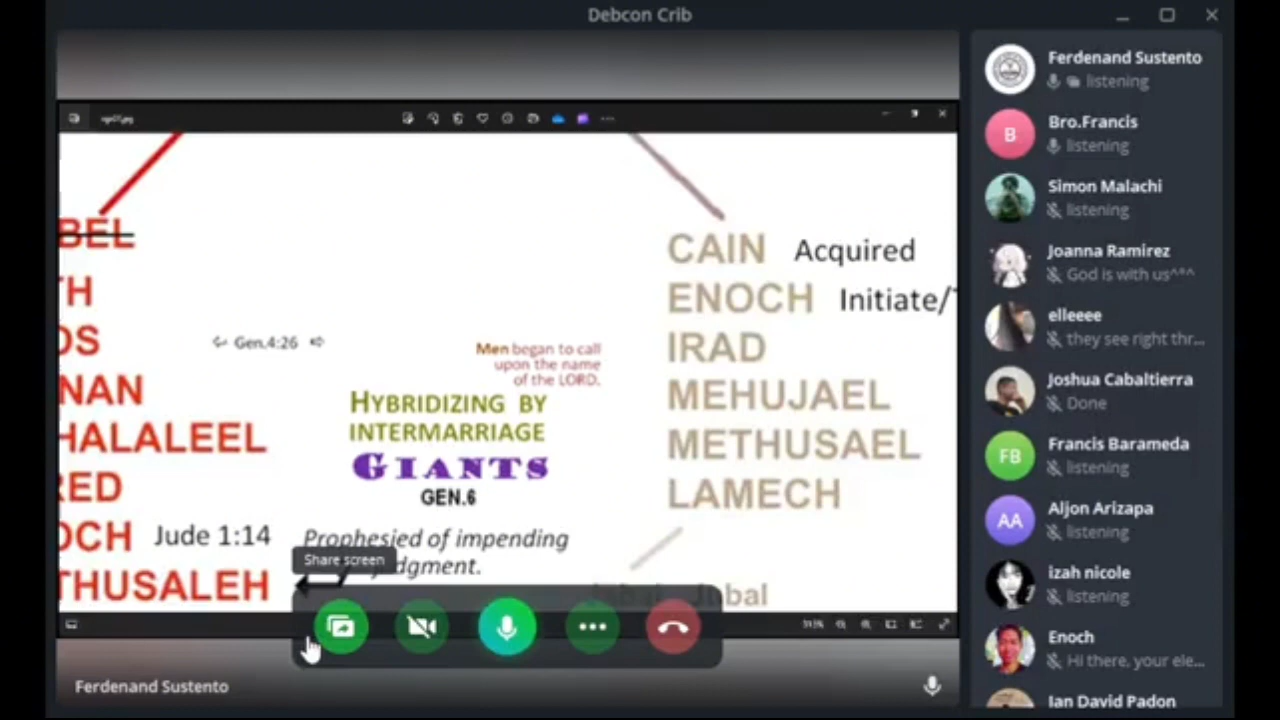 Debcon Crib
BEL
CAIN Acquired
TH
ENOCH Initiate/
OS
⇦ Gen.4:26 ⇨
IRAD
Men began to call
upon the name
of the LORD.
NAN
HYBRIDIZING BY
INTERMARRIAGE
MEHUJAEL
HALALEEL
GIANTS
METHUSAEL
RED
GEN.6
LAMECH
OCH Jude 1:14
Prophesied of impending
THUSALEH
Share screen
Jubal
Ferdenand Sustento
Ferdenand Sustento
listening
B
Bro.Francis
listening
Simon Malachi
listening
Joanna Ramirez
God is with us^^^
elleeee
they see right thr...
Joshua Cabaltierra
Done
FB
Francis Barameda
listening
AA
Aljon Arizapa
listening
izah nicole
listening
Enoch
Hi there, your ele...
Ian David Padon